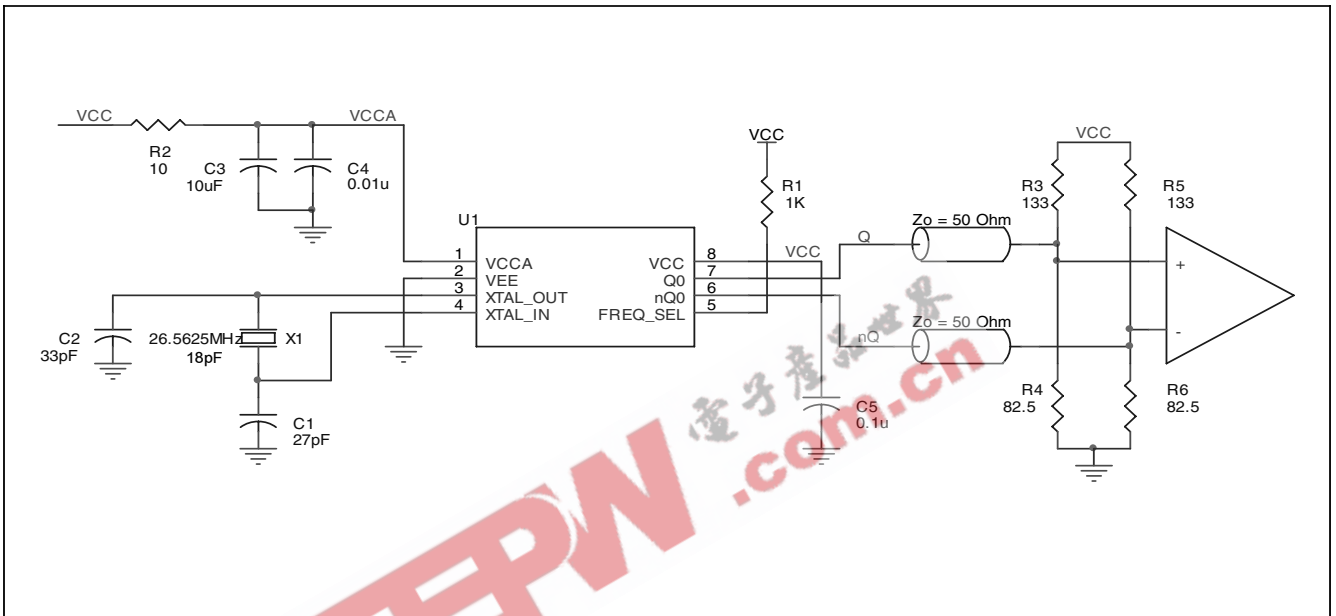 VCC
VCCA
R2
10
C3
10uF
C4
0.01u
VCC
R1
1K
VCC
R3
133
R5
133
U1
Zo = 50 Ohm
Q
1
VCCA
2
VEE
3
XTAL_OUT
4
XTAL_IN
VCC
8
VCC
Q0
7
nQ0
6
FREQ_SEL
5
+
-
C2
33pF
26.5625MHz
18pF
X1
Zo = 50 Ohm
nQ
C1
27pF
C5
0.1u
R4
82.5
R6
82.5
電子產品世界
.com.cn
EEPW